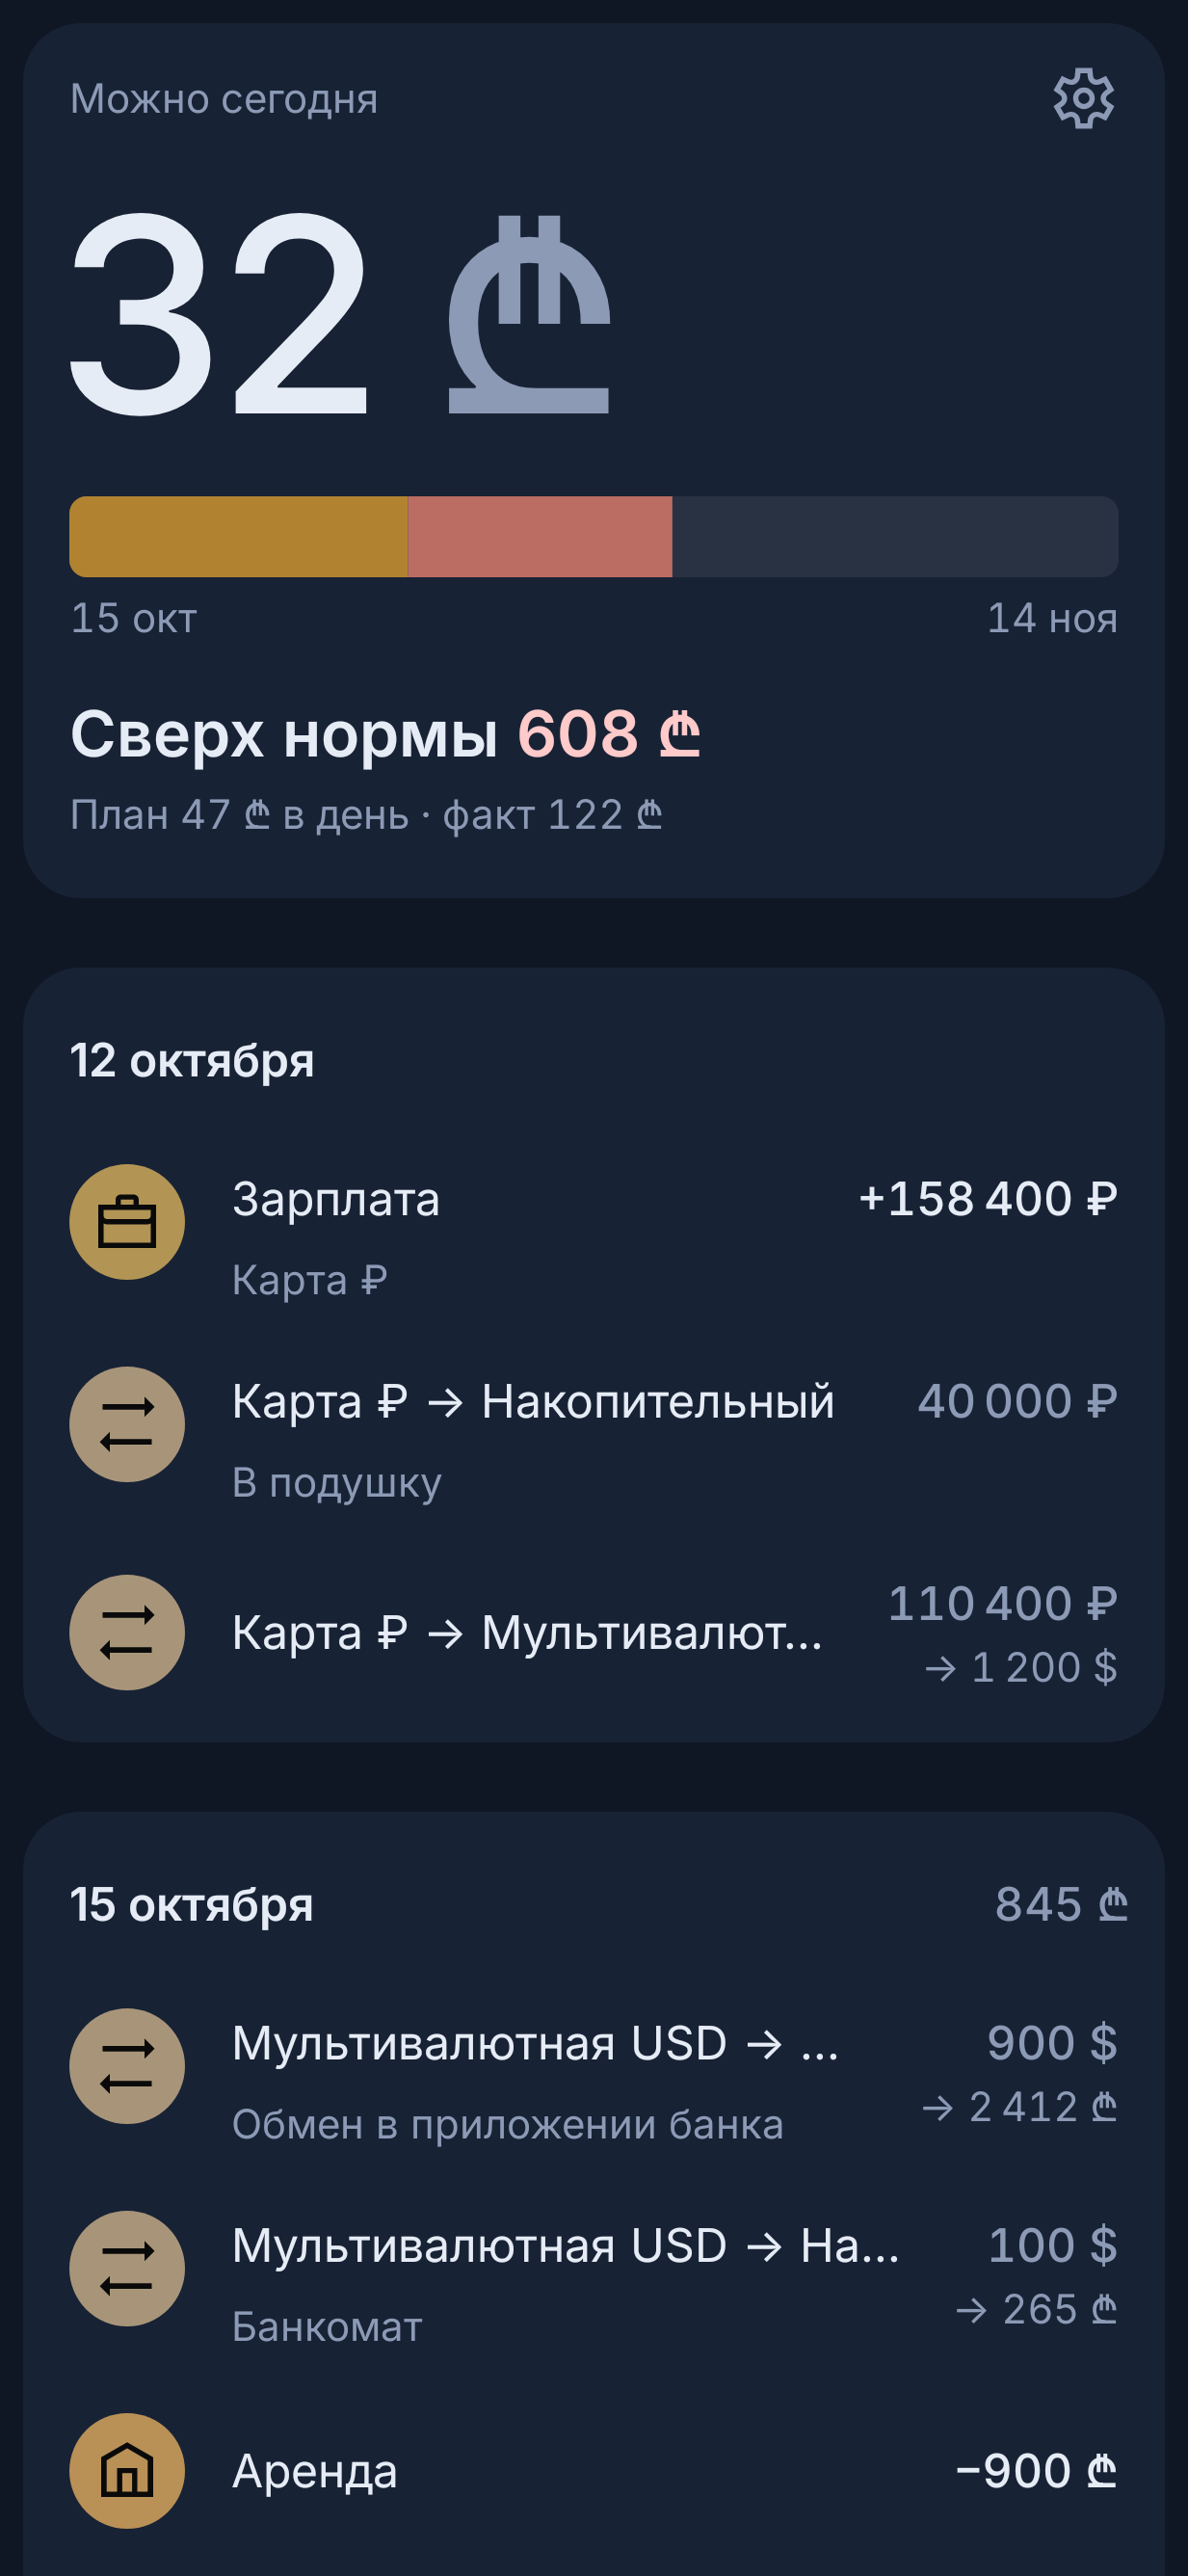 Можно сегодня
32 ₾
15 окт 14 ноя
Сверх нормы 608 ₾
План 47 ₾ в день · факт 122 ₾
12 октября
Зарплата +158 400 ₽
Карта ₽
Карта ₽ → Накопительный 40 000 ₽
В подушку
Карта ₽ → Мультивалют... 110 400 ₽
→ 1 200 $
15 октября 845 ₾
Мультивалютная USD → ... 900 $
Обмен в приложении банка → 2 412 ₾
Мультивалютная USD → На... 100 $
Банкомат → 265 ₾
Аренда −900 ₾